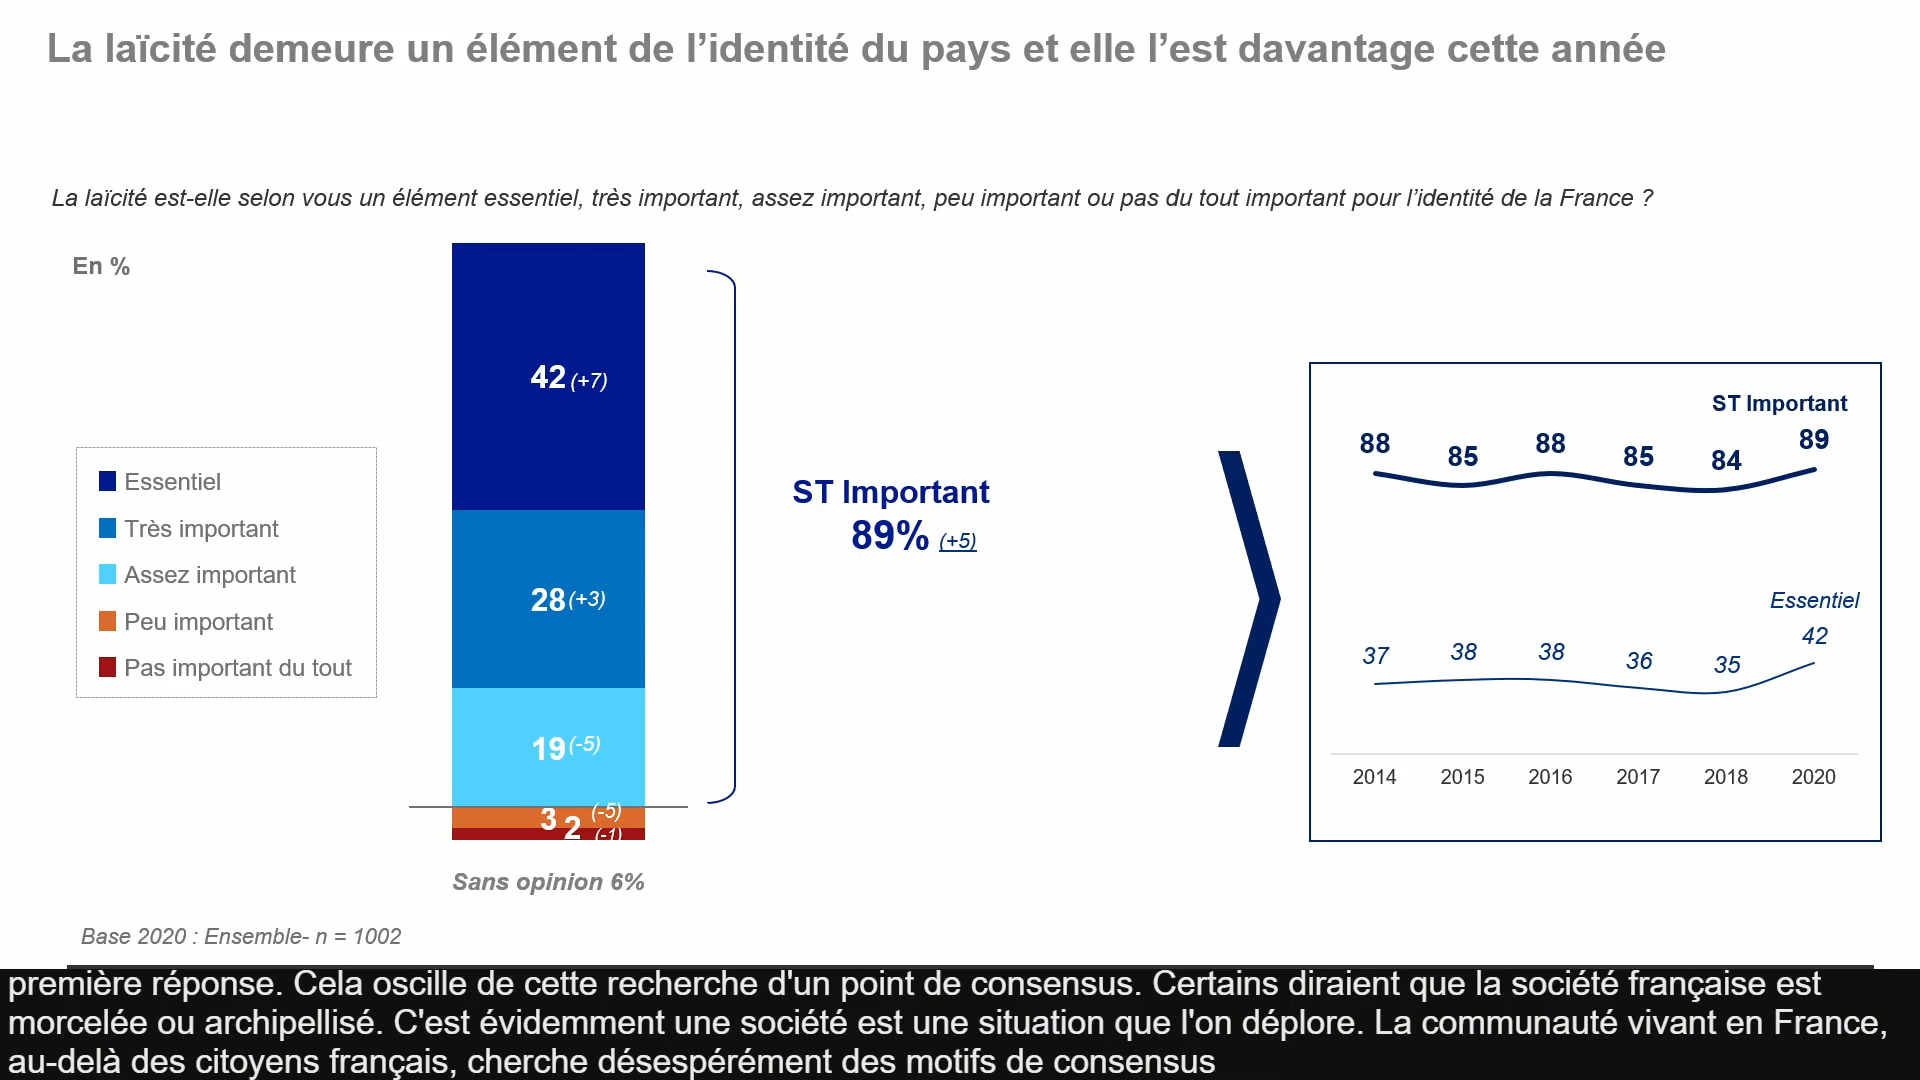 La laïcité demeure un élément de l’identité du pays et elle l’est davantage cette année
La laïcité est-elle selon vous un élément essentiel, très important, assez important, peu important ou pas du tout important pour l’identité de la France ?
En %
Essentiel
Très important
Assez important
Peu important
Pas important du tout
42 (+7)
28 (+3)
19 (-5)
3 (-5)
2 (-1)
Sans opinion 6%
ST Important
89% (+5)
ST Important
88 85 88 85 84 89
Essentiel
37 38 38 36 35 42
2014 2015 2016 2017 2018 2020
Base 2020 : Ensemble- n = 1002
première réponse. Cela oscille de cette recherche d'un point de consensus. Certains diraient que la société française est
morcelée ou archipellisé. C'est évidemment une société est une situation que l'on déplore. La communauté vivant en France,
au-delà des citoyens français, cherche désespérément des motifs de consensus